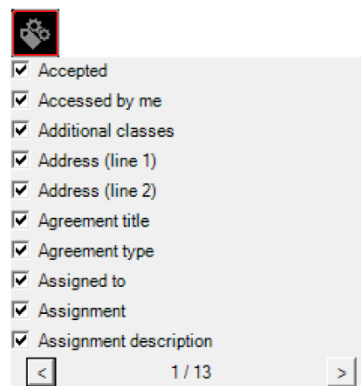 Accepted
Accessed by me
Additional classes
Address (line 1)
Address (line 2)
Agreement title
Agreement type
Assigned to
Assignment
Assignment description
< 1 / 13 >